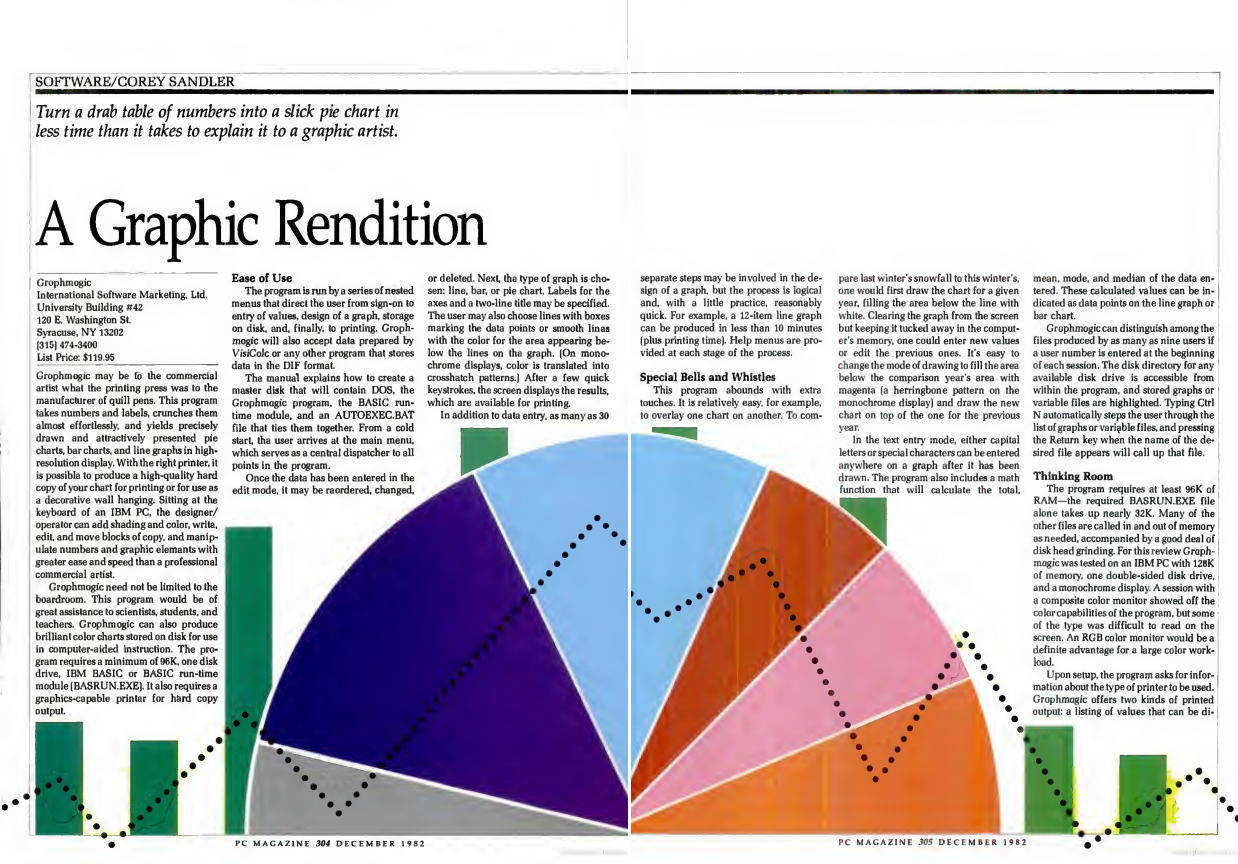 SOFTWARE/COREY SANDLER
Turn a drab table of numbers into a slick pie chart in
less time than it takes to explain it to a graphic artist.
A Graphic Rendition
Graphmagic
International Software Marketing, Ltd.
University Building #42
120 E. Washington St.
Syracuse, NY 13202
(315) 474-3400
List Price: $119.95
Graphmagic may be to the commercial
artist what the printing press was to the
manufacturer of quill pens. This program
takes numbers and labels, crunches them
almost effortlessly, and yields precisely
drawn and attractively presented pie
charts, bar charts, and line graphs in high-
resolution display. With the right printer, it
is possible to produce a high-quality hard
copy of your chart for printing or for use as
a decorative wall hanging. Sitting at the
keyboard of an IBM PC, the designer/
operator can add shading and color, write,
edit, and move blocks of copy, and manip-
ulate numbers and graphic elements with
greater ease and speed than a professional
commercial artist.
Graphmagic need not be limited to the
boardroom. This program would be of
great assistance to scientists, students, and
teachers. Graphmagic can also produce
brilliant color charts stored on disk for use
in computer-aided instruction. The pro-
gram requires a minimum of 96K, one disk
drive, IBM BASIC or BASIC run-time
module (BASRUN.EXE). It also requires a
graphics-capable printer for hard copy
output.
Ease of Use
The program is run by a series of nested
menus that direct the user from sign-on to
entry of values, design of a graph, storage
on disk, and, finally, to printing. Graph-
magic will also accept data prepared by
VisiCalc or any other program that stores
data in the DIF format.
The manual explains how to create a
master disk that will contain DOS, the
Graphmagic program, the BASIC run-
time module, and an AUTOEXEC.BAT
file that ties them together. From a cold
start, the user arrives at the main menu,
which serves as a central dispatcher to all
points in the program.
Once the data has been entered in the
edit mode, it may be reordered, changed,
or deleted. Next, the type of graph is cho-
sen: line, bar, or pie chart. Labels for the
axes and a two-line title may be specified.
The user may also choose lines with boxes
marking the data points or smooth lines
with the color for the area appearing be-
low the lines on the graph. (On mono-
chrome displays, color is translated into
crosshatch patterns.) After a few quick
keystrokes, the screen displays the results,
which are available for printing.
In addition to data entry, as many as 30
separate steps may be involved in the de-
sign of a graph, but the process is logical
and, with a little practice, reasonably
quick. For example, a 12-item line graph
can be produced in less than 10 minutes
(plus printing time). Help menus are pro-
vided at each stage of the process.
Special Bells and Whistles
This program abounds with extra
touches. It is relatively easy, for example,
to overlay one chart on another. To com-
pare last winter's snowfall to this winter's,
one would first draw the chart for a given
year, filling the area below the line with
white. Clearing the graph from the screen
but keeping it tucked away in the comput-
er's memory, one could enter new values
or edit the previous ones. It's easy to
change the mode of drawing to fill the area
below the comparison year's area with
magenta (a herringbone pattern on the
monochrome display) and draw the new
chart on top of the one for the previous
year.
In the text entry mode, either capital
letters or special characters can be entered
anywhere on a graph after it has been
drawn. The program also includes a math
function that will calculate the total,
mean, mode, and median of the data en-
tered. These calculated values can be in-
dicated as data points on the line graph or
bar chart.
Graphmagic can distinguish among the
files produced by as many as nine users if
a user number is entered at the beginning
of each session. The disk directory for any
available disk drive is accessible from
within the program, and stored graphs or
variable files are highlighted. Typing Ctrl
N automatically steps the user through the
list of graphs or variable files, and pressing
the Return key when the name of the de-
sired file appears will call up that file.
Thinking Room
The program requires at least 96K of
RAM—the required BASRUN.EXE file
alone takes up nearly 32K. Many of the
other files are called in and out of memory
as needed, accompanied by a good deal of
disk head grinding. For this review Graph-
magic was tested on an IBM PC with 128K
of memory, one double-sided disk drive,
and a monochrome display. A session with
a composite color monitor showed off the
color capabilities of the program, but some
of the type was difficult to read on the
screen. An RGB color monitor would be a
definite advantage for a large color work-
load.
Upon setup, the program asks for infor-
mation about the type of printer to be used.
Graphmagic offers two kinds of printed
output: a listing of values that can be di-
PC MAGAZINE 304 DECEMBER 1982
PC MAGAZINE 305 DECEMBER 1982